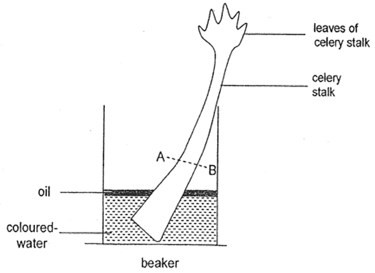 leaves of
celery stalk
celery
stalk
A
B
oil
coloured-
water
beaker